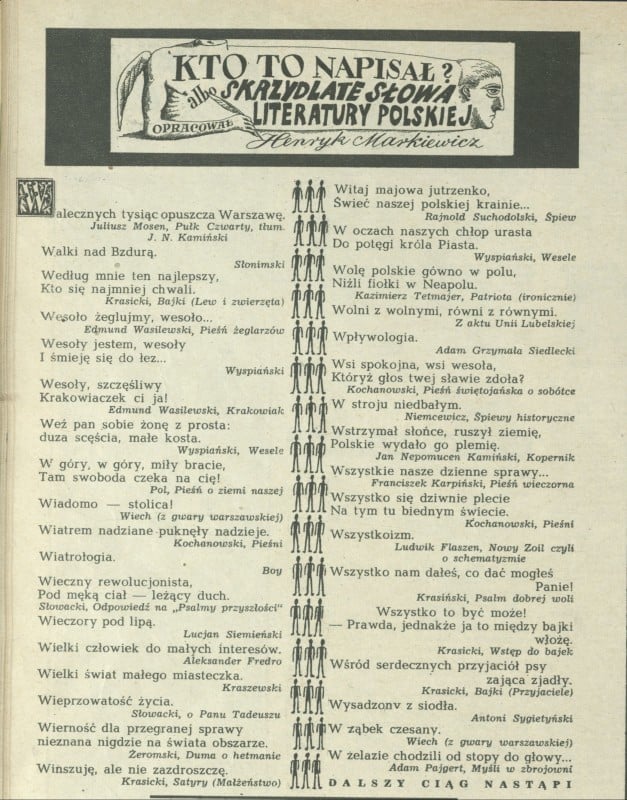 KTO TO NAPISAŁ?
albo SKRZYDLATE SŁOWA
LITERATURY POLSKIEJ
OPRACOWAŁ
Henryk Markiewicz
Walecznych tysiąc opuszcza Warszawę.
Juliusz Mosen, Pułk Czwarty, tłum.
J. N. Kamiński
Walki nad Bzdurą.
Słonimski
Według mnie ten najlepszy,
Kto się najmniej chwali.
Krasicki, Bajki (Lew i zwierzęta)
Wesoło żeglujmy, wesoło...
Edmund Wasilewski, Pieśń żeglarzów
Wesoły jestem, wesoły
I śmieję się do łez...
Wyspiański
Wesoły, szczęśliwy
Krakowiaczek ci ja!
Edmund Wasilewski, Krakowiak
Weź pan sobie żonę z prosta:
duza scęścia, małe kosta.
Wyspiański, Wesele
W góry, w góry, miły bracie,
Tam swoboda czeka na cię!
Pol, Pieśń o ziemi naszej
Wiadomo — stolica!
Wiech (z gwary warszawskiej)
Wiatrem nadziane puknęły nadzieje.
Kochanowski, Pieśni
Wiatrołogia.
Boy
Wieczny rewolucjonista,
Pod męką ciał — leżący duch.
Słowacki, Odpowiedź na „Psalmy przyszłości"
Wieczory pod lipą.
Lucjan Siemieński
Wielki człowiek do małych interesów.
Aleksander Fredro
Wielki świat małego miasteczka.
Kraszewski
Wieprzowatość życia.
Słowacki, o Panu Tadeuszu
Wierność dla przegranej sprawy
nieznana nigdzie na świata obszarze.
Żeromski, Duma o hetmanie
Winszuję, ale nie zazdroszczę.
Krasicki, Satyry (Małżeństwo)
Witaj majowa jutrzenko,
Świeć naszej polskiej krainie...
Rajnold Suchodolski, Śpiew
W oczach naszych chłop urasta
Do potęgi króla Piasta.
Wyspiański, Wesele
Wolę polskie gówno w polu,
Niźli fiołki w Neapolu.
Kazimierz Tetmajer, Patriota (ironicznie)
Wolni z wolnymi, równi z równymi.
Z aktu Unii Lubelskiej
Wpływologia.
Adam Grzymała Siedlecki
Wsi spokojna, wsi wesoła,
Któryż głos twej sławie zdoła?
Kochanowski, Pieśń świętojańska o sobótce
W stroju niedbałym.
Niemcewicz, Śpiewy historyczne
Wstrzymał słońce, ruszył ziemię,
Polskie wydało go plemię.
Jan Nepomucen Kamiński, Kopernik
Wszystkie nasze dzienne sprawy...
Franciszek Karpiński, Pieśń wieczorna
Wszystko się dziwnie plecie
Na tym tu biednym świecie.
Kochanowski, Pieśni
Wszystkoizm.
Ludwik Flaszen, Nowy Zoil czyli
o schematyzmie
Wszystko nam dałeś, co dać mogłeś
Panie!
Krasiński, Psalm dobrej woli
Wszystko to być może!
— Prawda, jednakże ja to między bajki
włożę.
Krasicki, Wstęp do bajek
Wśród serdecznych przyjaciół psy
zająca zjadły.
Krasicki, Bajki (Przyjaciele)
Wysadzony z siodła.
Antoni Sygietyński
W ząbek czesany.
Wiech (z gwary warszawskiej)
W żelazie chodzili od stopy do głowy...
Adam Pajgert, Myśli w zbrojowni
DALSZY CIĄG NASTĄPI